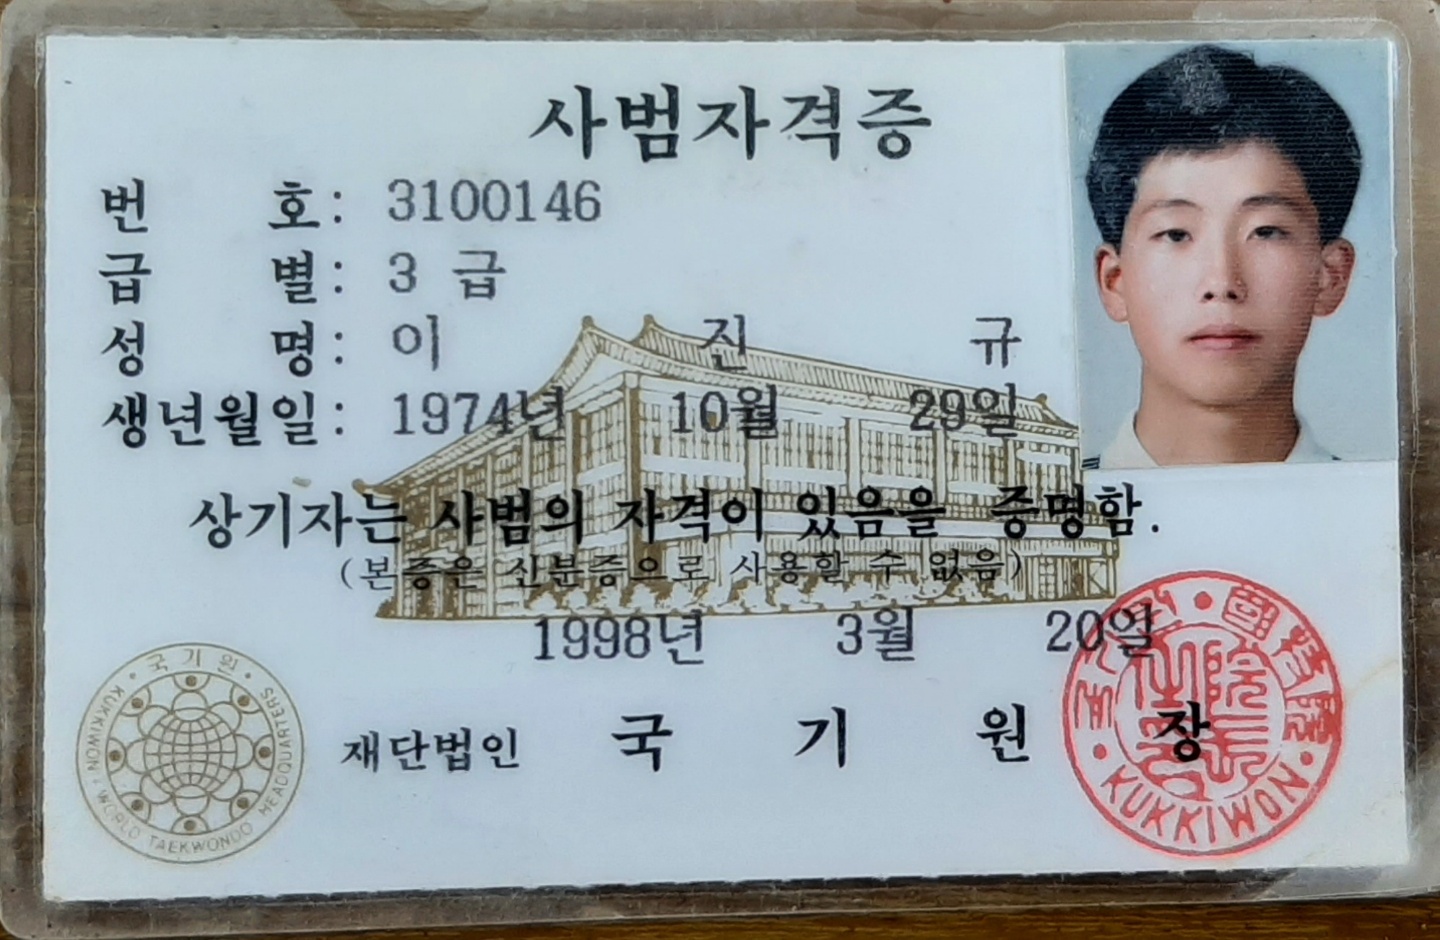 사범자격증
번 호: 3100146
급 별: 3 급
성 명: 이 진 규
생년월일: 1974년 10월 29일
상기자는 사범의 자격이 있음을 증명함.
(본증은 신분증으로 사용할 수 없음)
1998년 3월 20일
재단법인 국 기 원 장
국기원
KUKKIWON · WORLD TAEKWONDO HEADQUARTERS
KUKKIWON